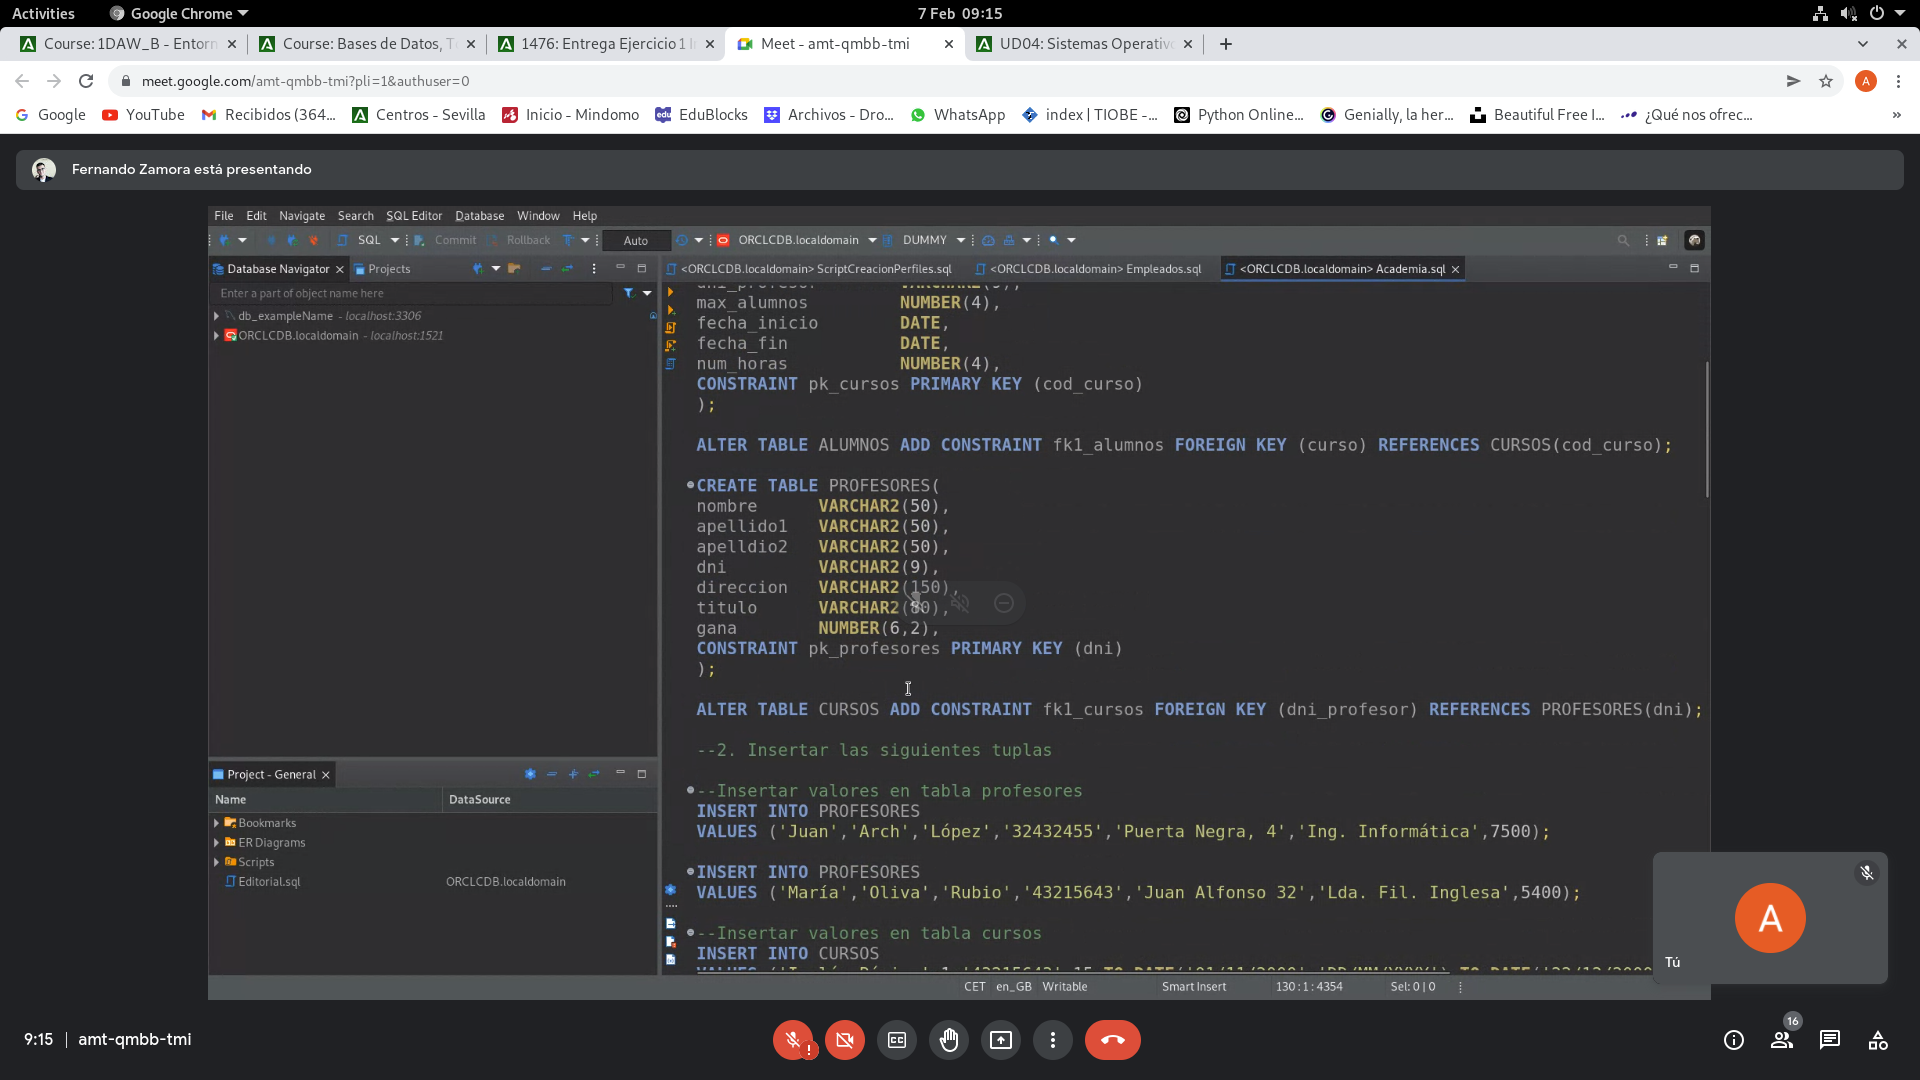 Activities Google Chrome 7 Feb 09:15
Course: 1DAW_B - Entorn Course: Bases de Datos, T 1476: Entrega Ejercicio 1 Meet - amt-qmbb-tmi UD04: Sistemas Operativ
meet.google.com/amt-qmbb-tmi?pli=1&authuser=0 A
Google YouTube Recibidos (364... Centros - Sevilla Inicio - Mindomo EduBlocks Archivos - Dro... WhatsApp index | TIOBE -... Python Online... Genially, la her... Beautiful Free I... ¿Qué nos ofrec... »
Fernando Zamora está presentando
File Edit Navigate Search SQL Editor Database Window Help
SQL Commit Rollback Auto ORCLCDB.localdomain DUMMY
Database Navigator Projects <ORCLCDB.localdomain> ScriptCreacionPerfiles.sql <ORCLCDB.localdomain> Empleados.sql <ORCLCDB.localdomain> Academia.sql
Enter a part of object name here
db_exampleName - localhost:3306
ORCLCDB.localdomain - localhost:1521
max_alumnos NUMBER(4),
fecha_inicio DATE,
fecha_fin DATE,
num_horas NUMBER(4),
CONSTRAINT pk_cursos PRIMARY KEY (cod_curso)
);
ALTER TABLE ALUMNOS ADD CONSTRAINT fk1_alumnos FOREIGN KEY (curso) REFERENCES CURSOS(cod_curso);
CREATE TABLE PROFESORES(
nombre VARCHAR2(50),
apellido1 VARCHAR2(50),
apelldio2 VARCHAR2(50),
dni VARCHAR2(9),
direccion VARCHAR2(150),
titulo VARCHAR2(80),
gana NUMBER(6,2),
CONSTRAINT pk_profesores PRIMARY KEY (dni)
);
ALTER TABLE CURSOS ADD CONSTRAINT fk1_cursos FOREIGN KEY (dni_profesor) REFERENCES PROFESORES(dni);
--2. Insertar las siguientes tuplas
--Insertar valores en tabla profesores
INSERT INTO PROFESORES
VALUES ('Juan','Arch','López','32432455','Puerta Negra, 4','Ing. Informática',7500);
INSERT INTO PROFESORES
VALUES ('María','Oliva','Rubio','43215643','Juan Alfonso 32','Lda. Fil. Inglesa',5400);
--Insertar valores en tabla cursos
INSERT INTO CURSOS
Project - General
Name DataSource
Bookmarks
ER Diagrams
Scripts
Editorial.sql ORCLCDB.localdomain
CET en_GB Writable Smart Insert 130 : 1 : 4354 Sel: 0 | 0
A
Tú
9:15 | amt-qmbb-tmi 16